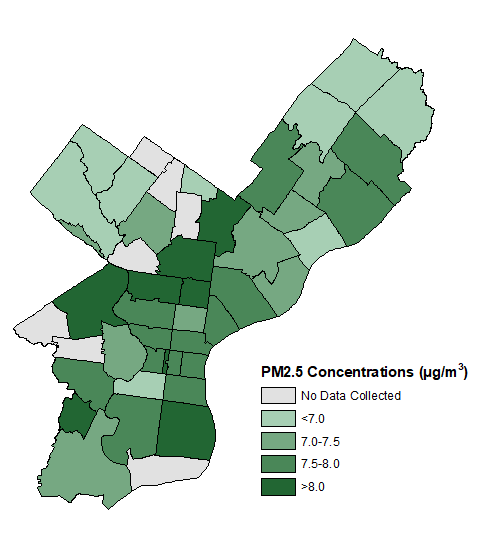 PM2.5 Concentrations (µg/m³)
No Data Collected
<7.0
7.0-7.5
7.5-8.0
>8.0